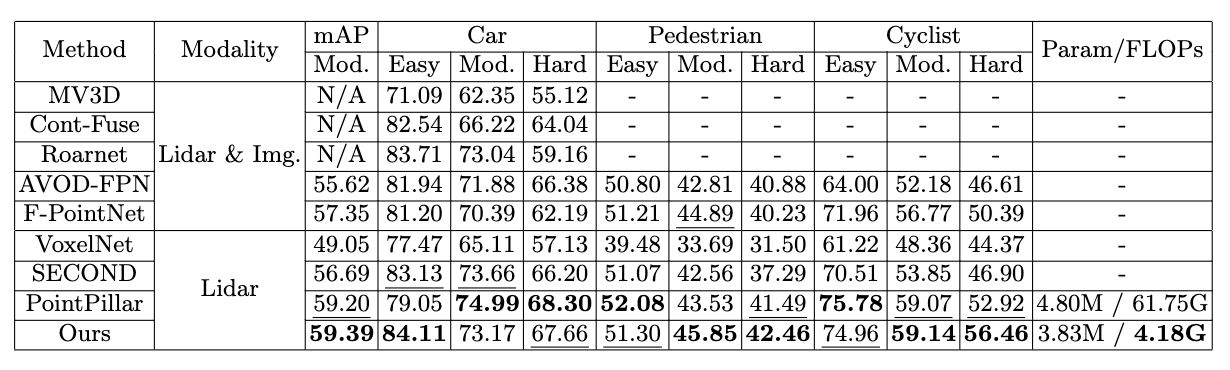 Method Modality mAP Car Pedestrian Cyclist Param/FLOPs
Mod. Easy Mod. Hard Easy Mod. Hard Easy Mod. Hard
MV3D Lidar & Img. N/A 71.09 62.35 55.12 - - - - - - -
Cont-Fuse N/A 82.54 66.22 64.04 - - - - - - -
Roarnet N/A 83.71 73.04 59.16 - - - - - - -
AVOD-FPN 55.62 81.94 71.88 66.38 50.80 42.81 40.88 64.00 52.18 46.61 -
F-PointNet 57.35 81.20 70.39 62.19 51.21 44.89 40.23 71.96 56.77 50.39 -
VoxelNet Lidar 49.05 77.47 65.11 57.13 39.48 33.69 31.50 61.22 48.36 44.37 -
SECOND 56.69 83.13 73.66 66.20 51.07 42.56 37.29 70.51 53.85 46.90 -
PointPillar 59.20 79.05 74.99 68.30 52.08 43.53 41.49 75.78 59.07 52.92 4.80M / 61.75G
Ours 59.39 84.11 73.17 67.66 51.30 45.85 42.46 74.96 59.14 56.46 3.83M / 4.18G